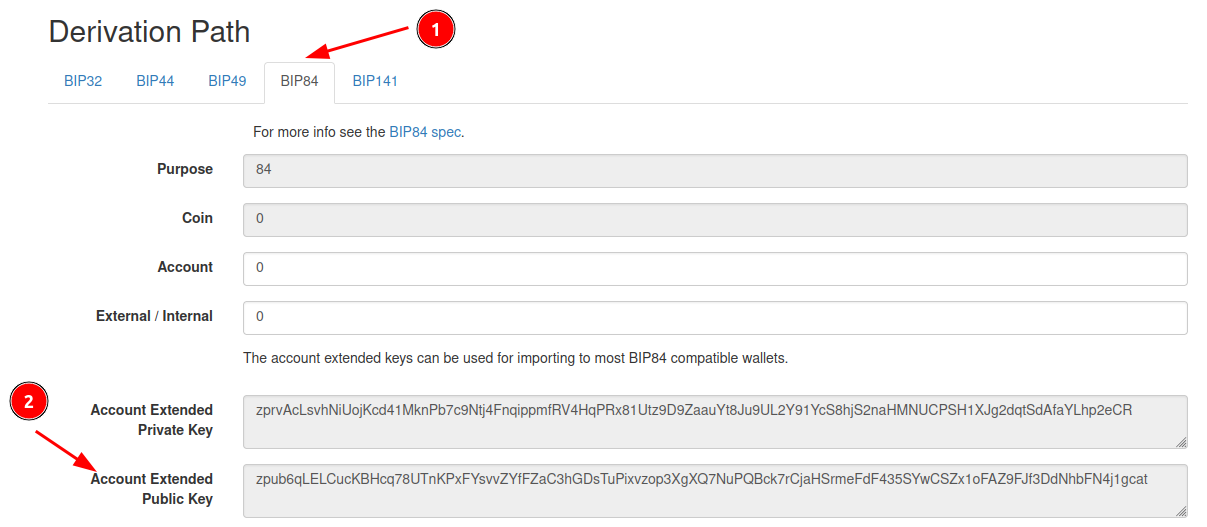 Derivation Path
1
BIP32 BIP44 BIP49 BIP84 BIP141
For more info see the BIP84 spec.
Purpose 84
Coin 0
Account 0
External / Internal 0
The account extended keys can be used for importing to most BIP84 compatible wallets.
2
Account Extended Private Key zprvAcLsvhNiUojKcd41MknPb7c9Ntj4FnqippmfRV4HqPRx81Utz9D9ZaauYt8Ju9UL2Y91YcS8hjS2naHMNUCPSH1XJg2dqtSdAfaYLhp2eCR
Account Extended Public Key zpub6qLELCucKBHcq78UTnKPxFYsvvZYfFZaC3hGDsTuPixvzop3XgXQ7NuPQBck7rCjaHSrmeFdF435SYwCSZx1oFAZ9FJf3DdNhbFN4j1gcat